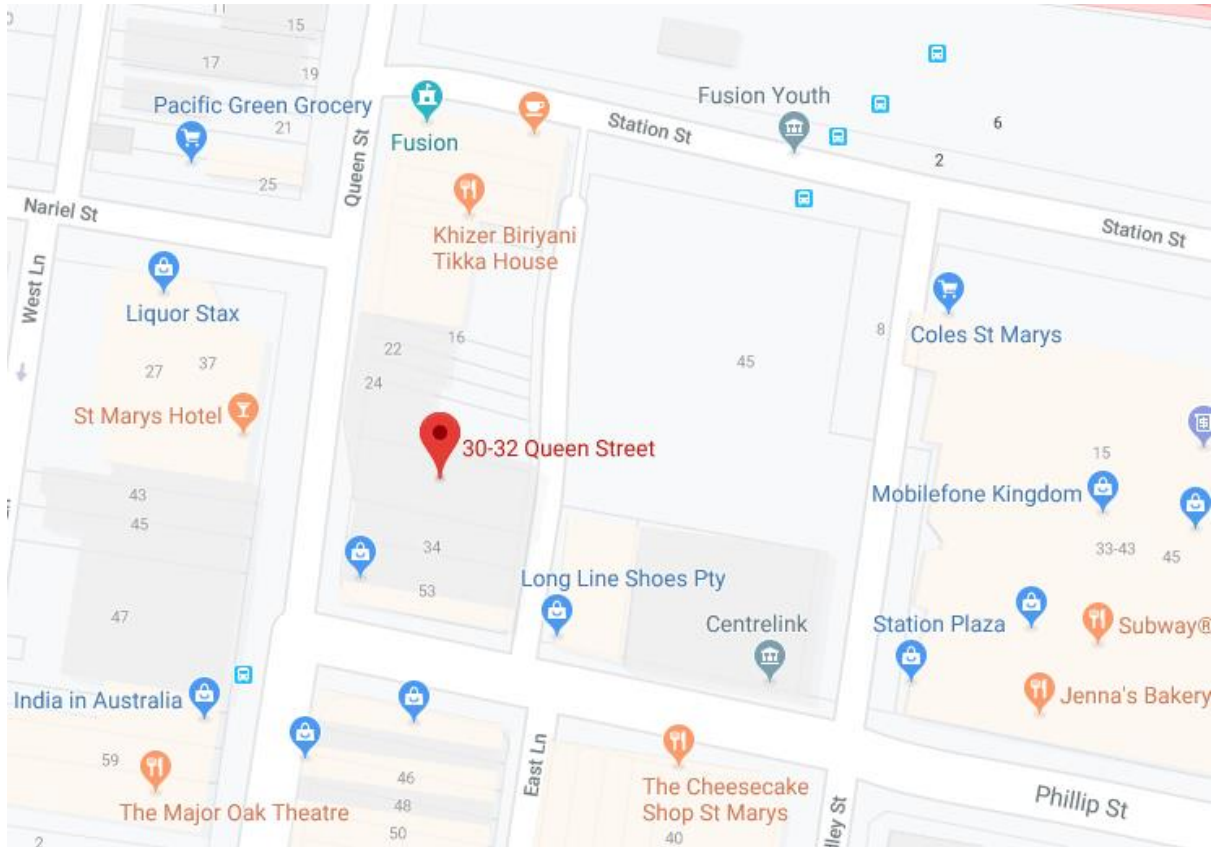 11
15
17
19
Pacific Green Grocery
21
25
Queen St
Fusion
Station St
Fusion Youth
6
2
Station St
Nariel St
West Ln
Khizer Biriyani
Tikka House
Liquor Stax
27
37
22
16
24
45
8
Coles St Marys
St Marys Hotel
30-32 Queen Street
15
Mobilefone Kingdom
33-43
45
43
45
34
53
47
Long Line Shoes Pty
Centrelink
Station Plaza
Subway®
India in Australia
Jenna's Bakery
59
The Major Oak Theatre
46
48
50
East Ln
The Cheesecake
Shop St Marys
40
Phillip St
dley St
2